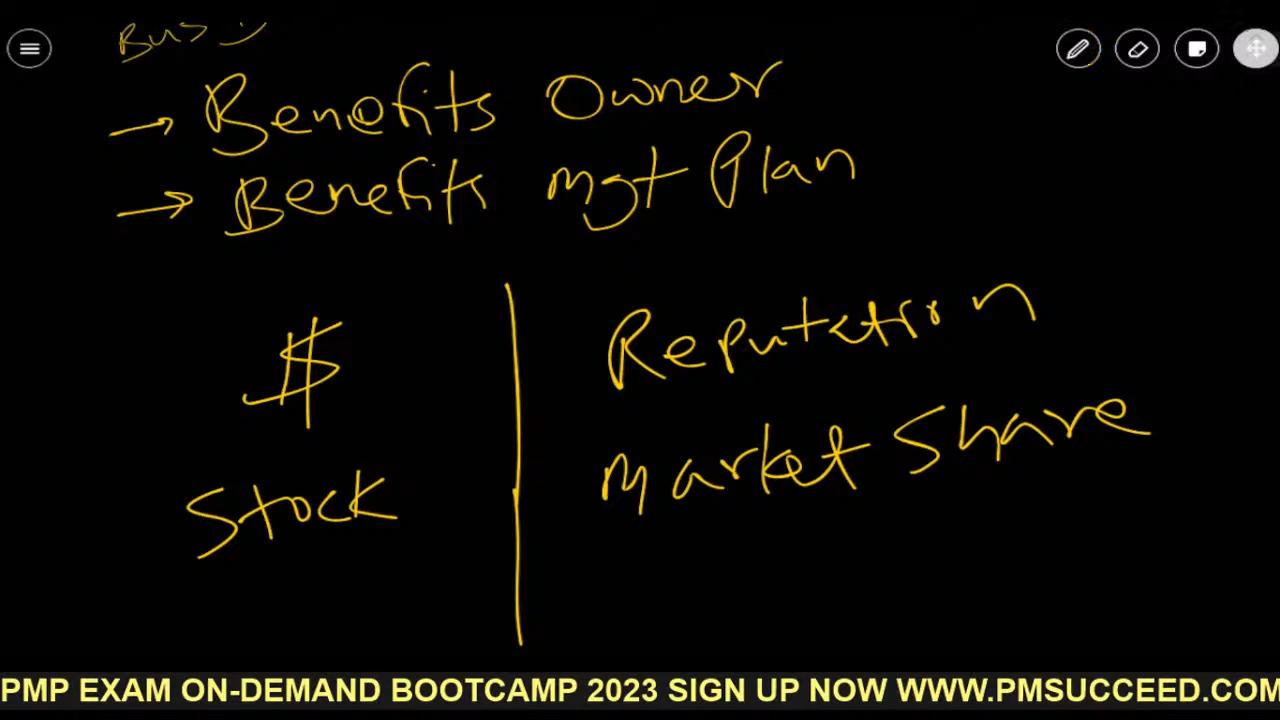 → Benefits Owner
→ Benefits Mgt Plan
$
Stock
Reputation
Market Share
PMP EXAM ON-DEMAND BOOTCAMP 2023 SIGN UP NOW WWW.PMSUCCEED.COM